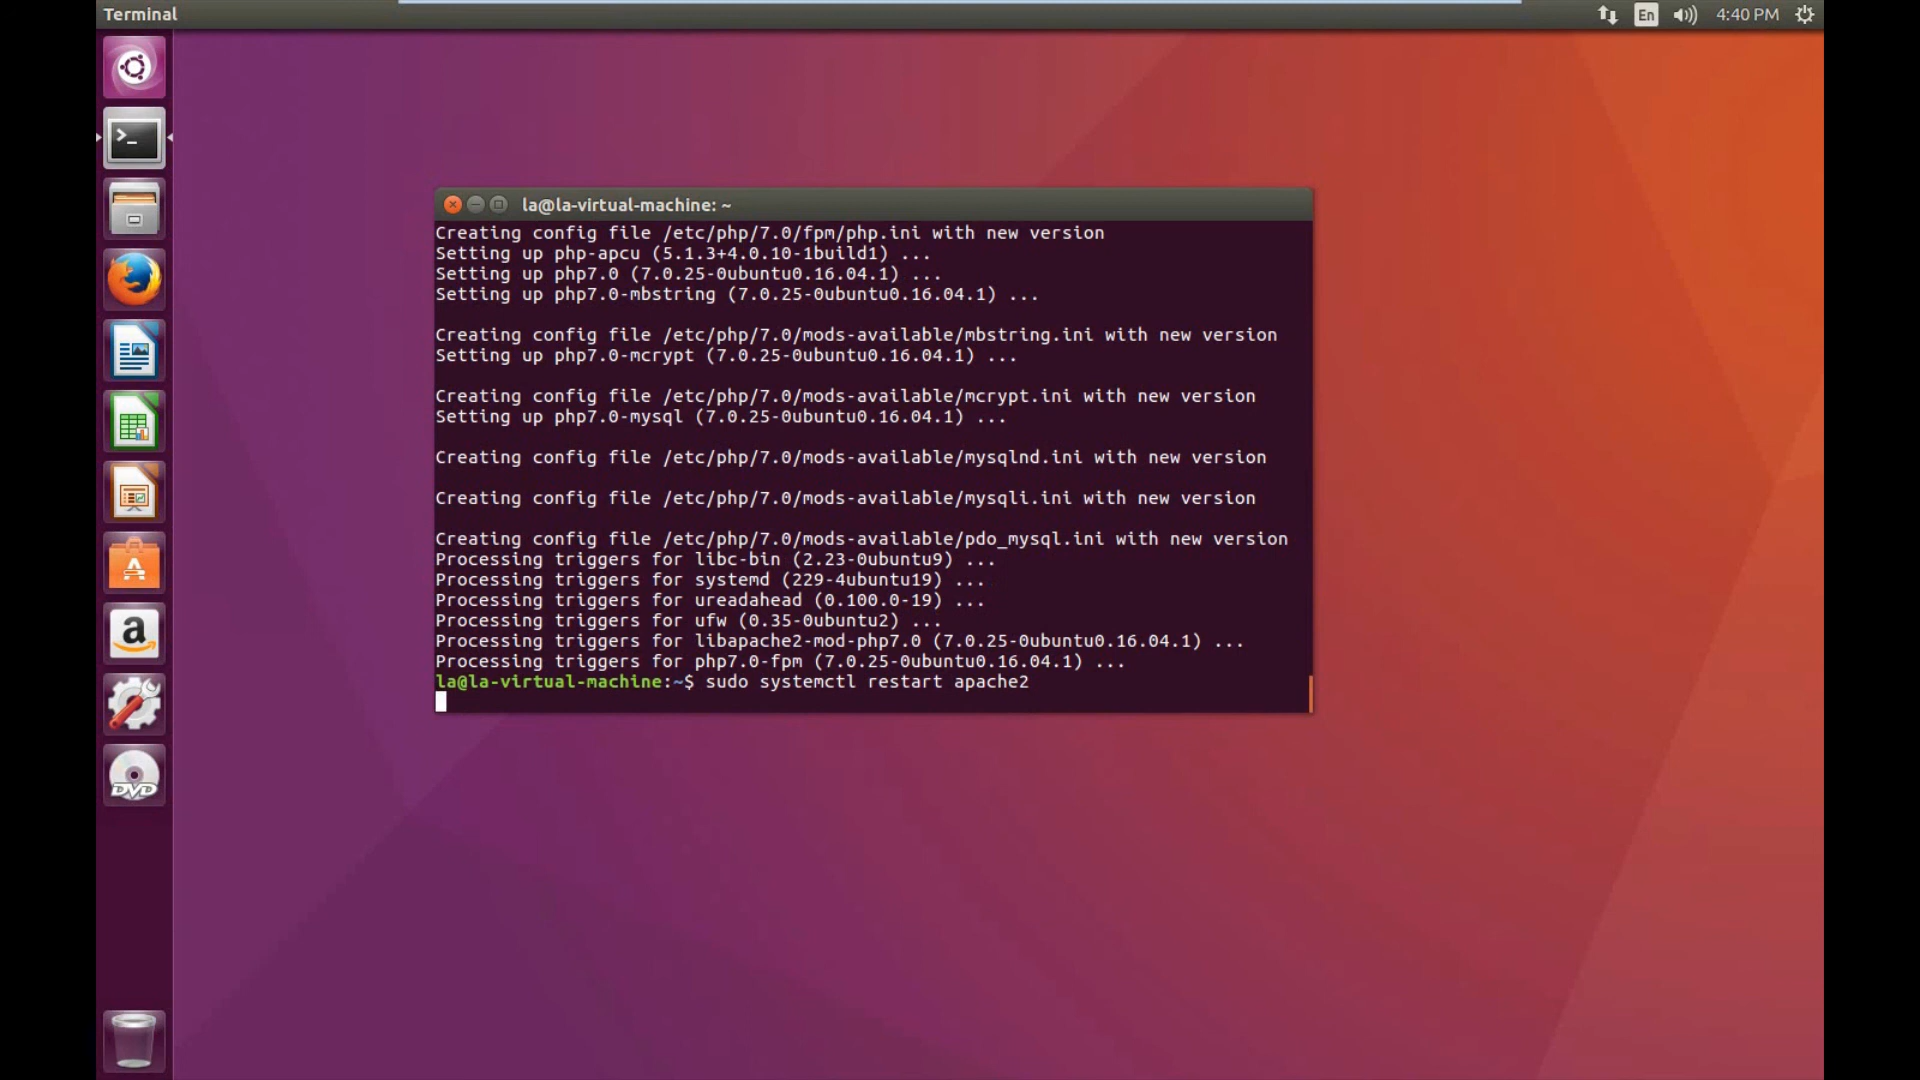 Terminal
En
4:40 PM
la@la-virtual-machine: ~
Creating config file /etc/php/7.0/fpm/php.ini with new version
Setting up php-apcu (5.1.3+4.0.10-1build1) ...
Setting up php7.0 (7.0.25-0ubuntu0.16.04.1) ...
Setting up php7.0-mbstring (7.0.25-0ubuntu0.16.04.1) ...
Creating config file /etc/php/7.0/mods-available/mbstring.ini with new version
Setting up php7.0-mcrypt (7.0.25-0ubuntu0.16.04.1) ...
Creating config file /etc/php/7.0/mods-available/mcrypt.ini with new version
Setting up php7.0-mysql (7.0.25-0ubuntu0.16.04.1) ...
Creating config file /etc/php/7.0/mods-available/mysqlnd.ini with new version
Creating config file /etc/php/7.0/mods-available/mysqli.ini with new version
Creating config file /etc/php/7.0/mods-available/pdo_mysql.ini with new version
Processing triggers for libc-bin (2.23-0ubuntu9) ...
Processing triggers for systemd (229-4ubuntu19) ...
Processing triggers for ureadahead (0.100.0-19) ...
Processing triggers for ufw (0.35-0ubuntu2) ...
Processing triggers for libapache2-mod-php7.0 (7.0.25-0ubuntu0.16.04.1) ...
Processing triggers for php7.0-fpm (7.0.25-0ubuntu0.16.04.1) ...
la@la-virtual-machine:~$ sudo systemctl restart apache2
>_
A
a
DVD